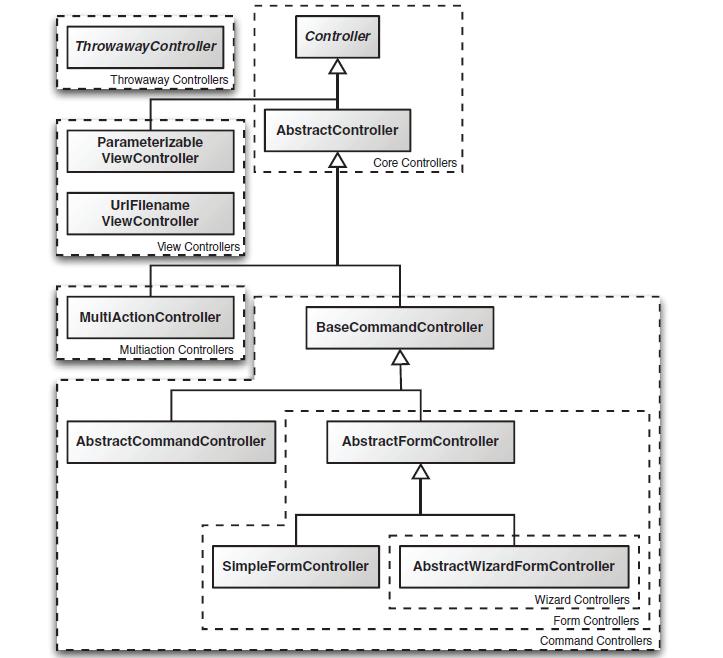 ThrowawayController
Throwaway Controllers
Controller
AbstractController
Core Controllers
Parameterizable
ViewController
UrlFilename
ViewController
View Controllers
MultiActionController
Multiaction Controllers
BaseCommandController
AbstractCommandController
AbstractFormController
SimpleFormController
AbstractWizardFormController
Wizard Controllers
Form Controllers
Command Controllers